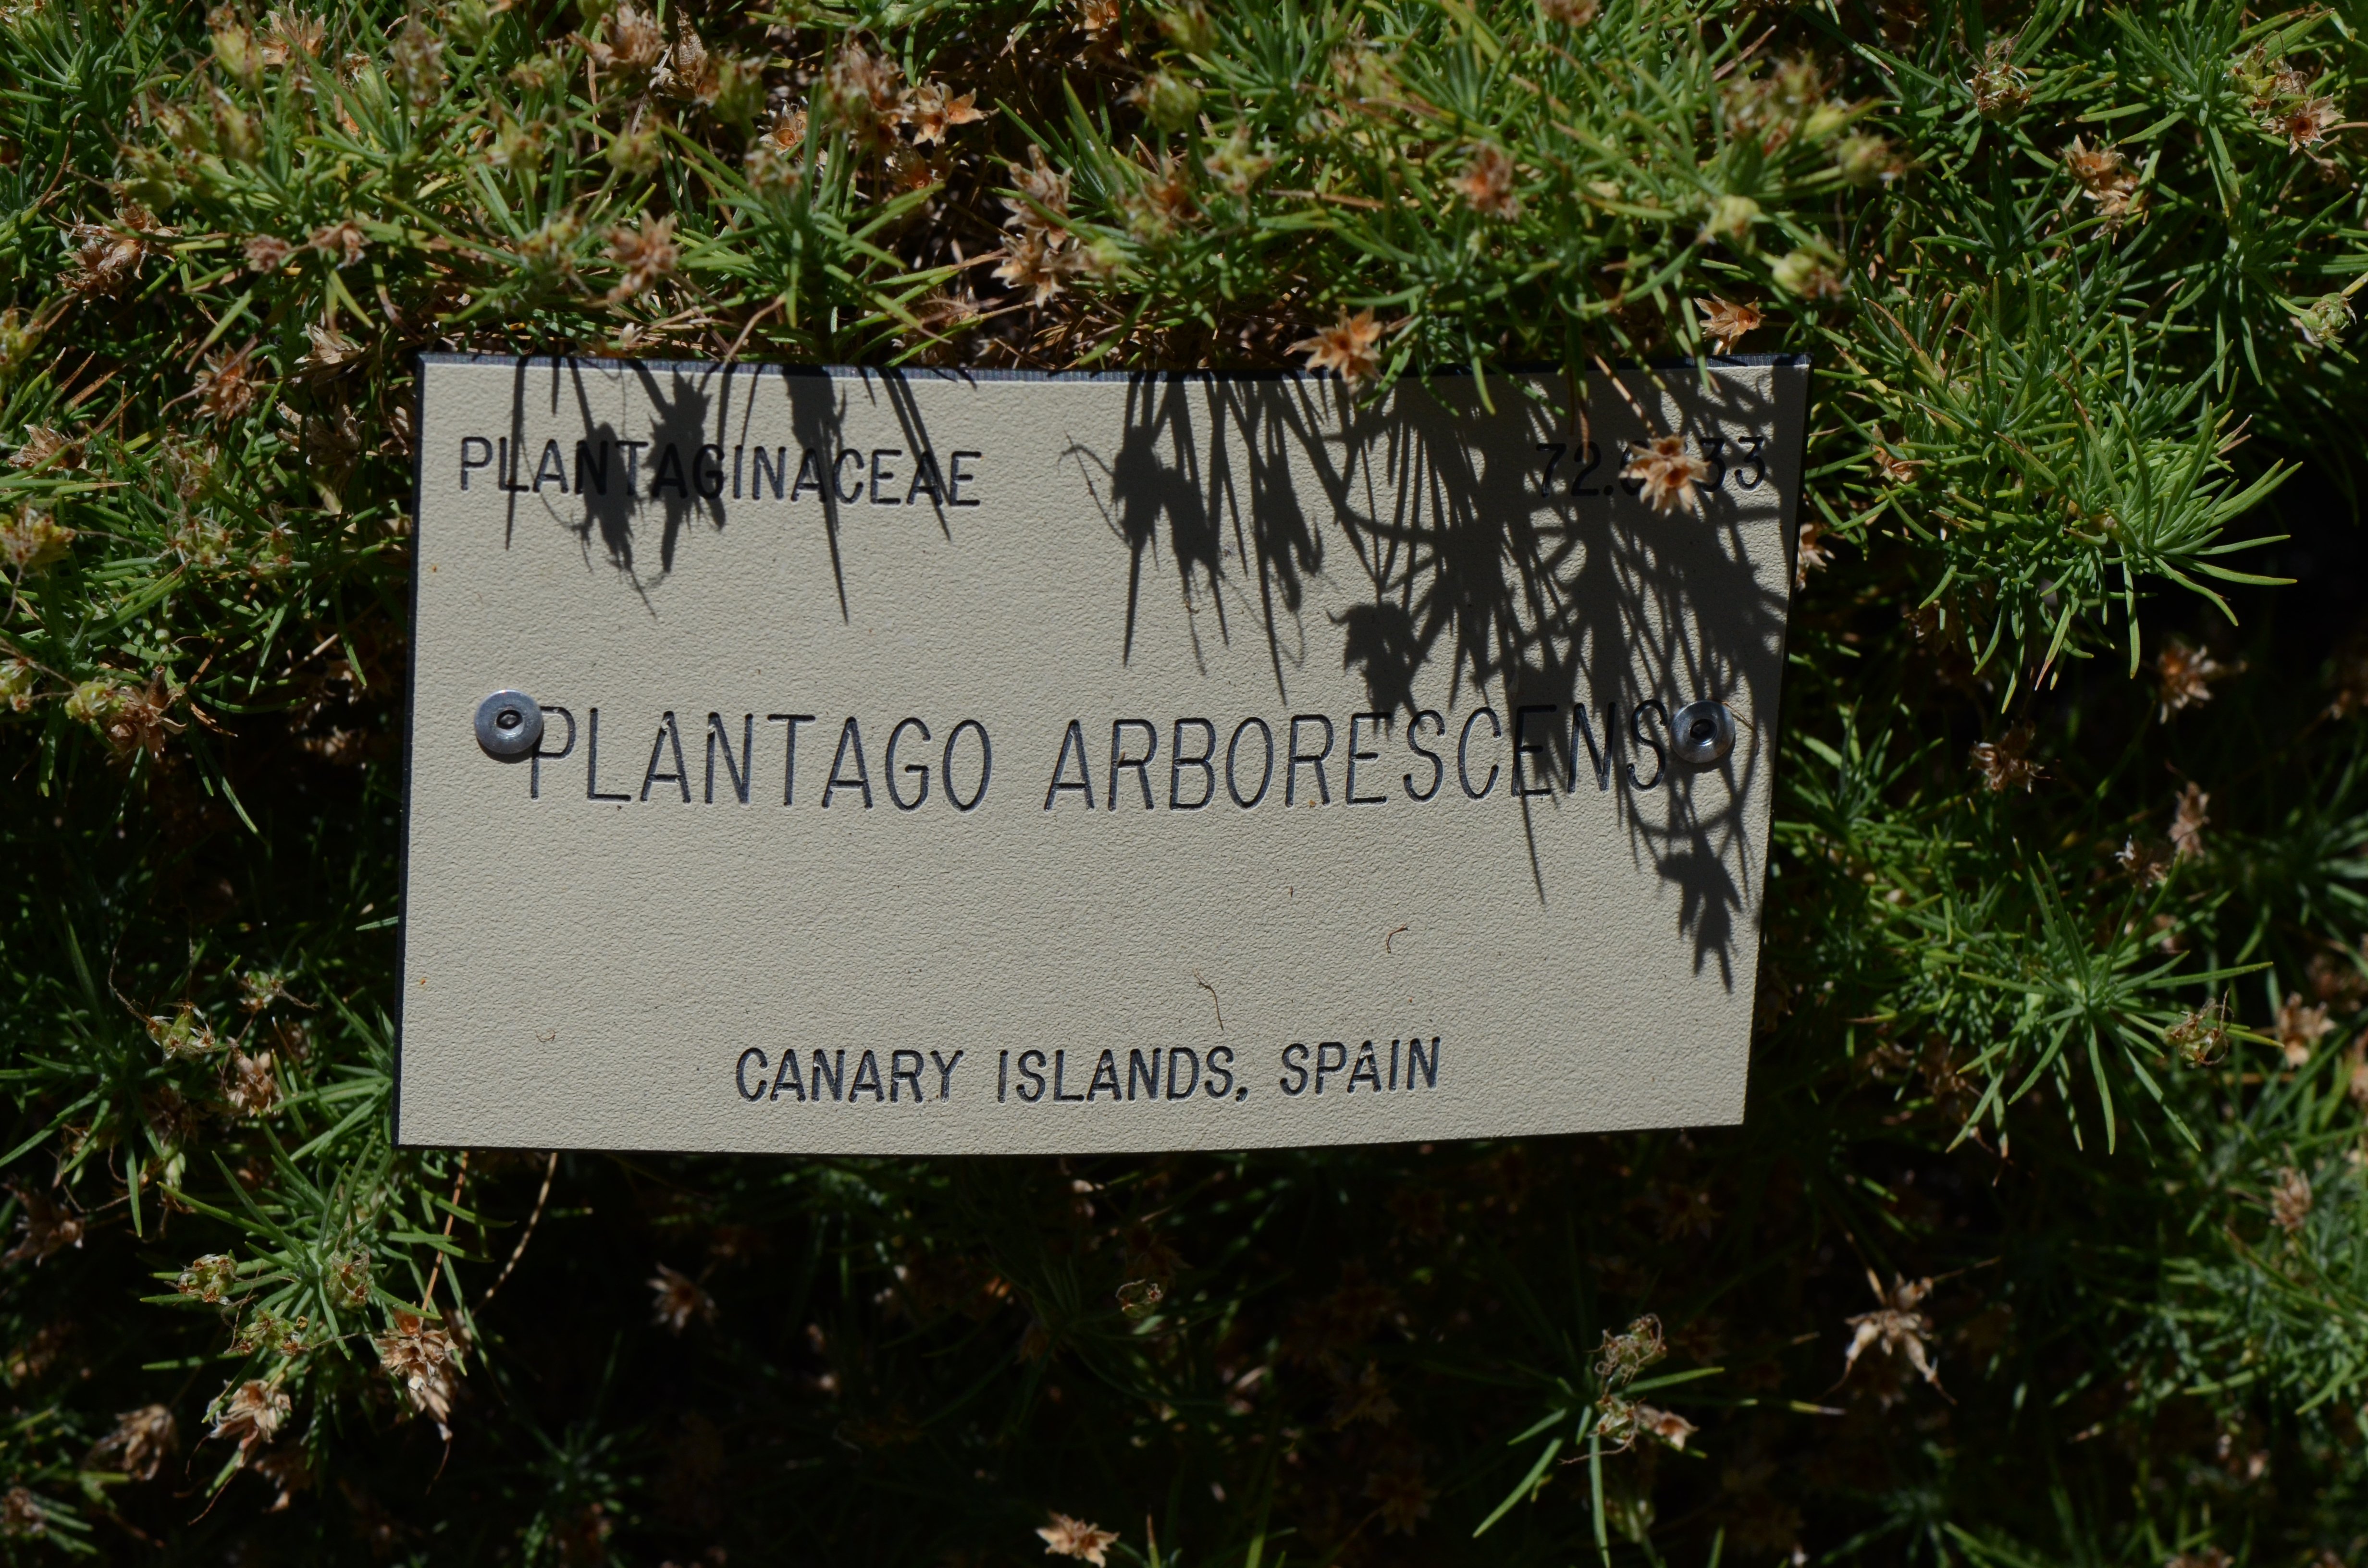 PLANTAGINACEAE
PLANTAGO ARBORESCENS
CANARY ISLANDS, SPAIN